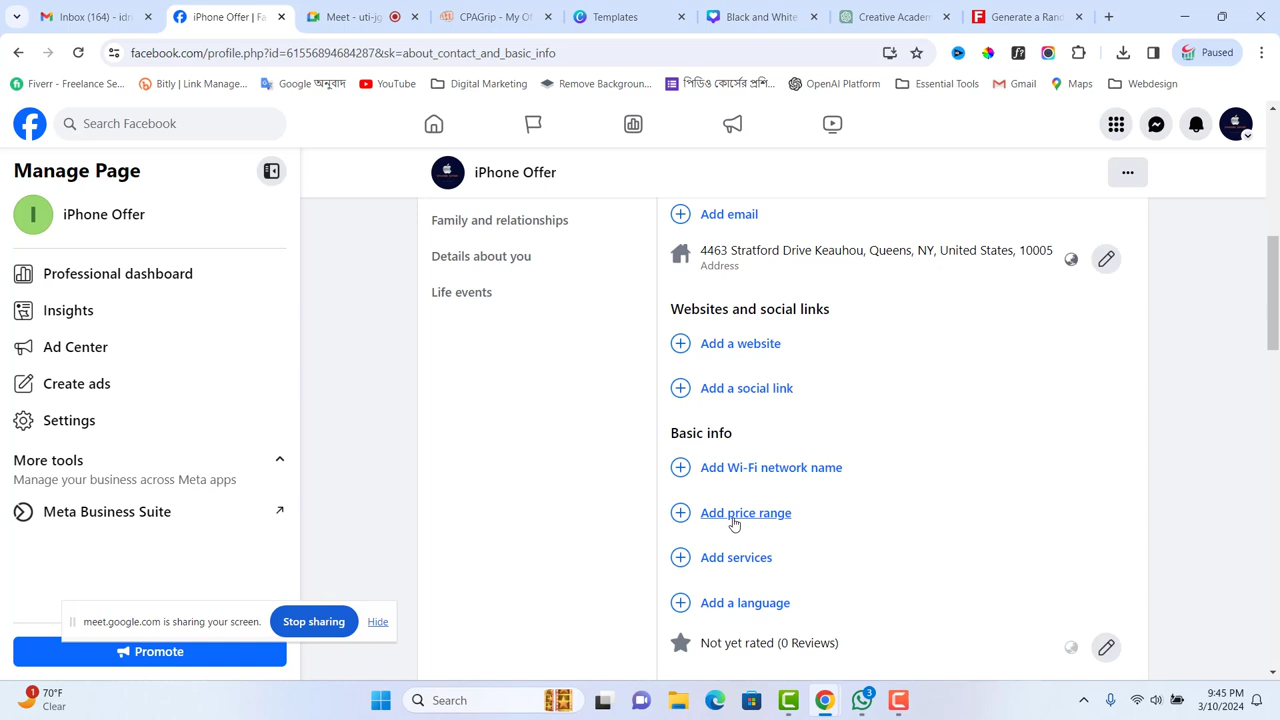 Inbox (164) - idm
iPhone Offer | Fa
Meet - uti-jg
CPAGrip - My Of
Templates
Black and White
Creative Academ
Generate a Rand
facebook.com/profile.php?id=61556894684287&sk=about_contact_and_basic_info
Paused
Fiverr - Freelance Se...
Bitly | Link Manage...
Google অনুবাদ
YouTube
Digital Marketing
Remove Backgroun...
পিডিও কোর্সের প্রশি...
OpenAI Platform
Essential Tools
Gmail
Maps
Webdesign
Search Facebook
Manage Page
iPhone Offer
I
iPhone Offer
Professional dashboard
Insights
Ad Center
Create ads
Settings
More tools
Manage your business across Meta apps
Meta Business Suite
Promote
meet.google.com is sharing your screen.
Stop sharing
Hide
Family and relationships
Details about you
Life events
Add email
4463 Stratford Drive Keauhou, Queens, NY, United States, 10005
Address
Websites and social links
Add a website
Add a social link
Basic info
Add Wi-Fi network name
Add price range
Add services
Add a language
Not yet rated (0 Reviews)
1
70°F
Clear
Search
3
9:45 PM
3/10/2024